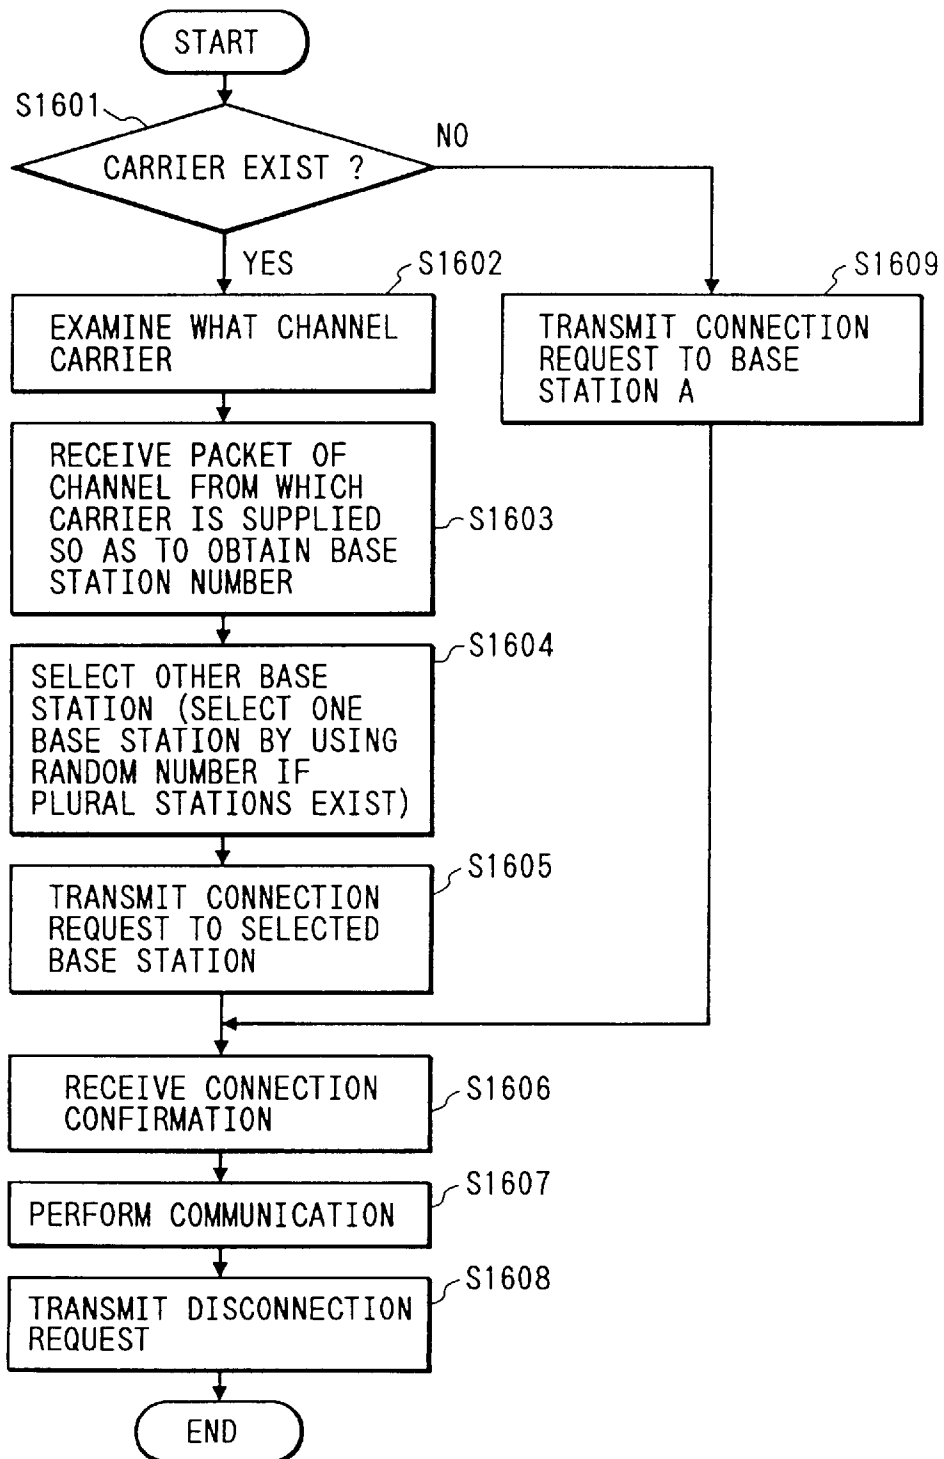 START
S1601
CARRIER EXIST ?
NO
YES
S1602
EXAMINE WHAT CHANNEL
CARRIER
S1609
TRANSMIT CONNECTION
REQUEST TO BASE
STATION A
RECEIVE PACKET OF
CHANNEL FROM WHICH
CARRIER IS SUPPLIED
SO AS TO OBTAIN BASE
STATION NUMBER
S1603
S1604
SELECT OTHER BASE
STATION (SELECT ONE
BASE STATION BY USING
RANDOM NUMBER IF
PLURAL STATIONS EXIST)
S1605
TRANSMIT CONNECTION
REQUEST TO SELECTED
BASE STATION
RECEIVE CONNECTION
CONFIRMATION
S1606
S1607
PERFORM COMMUNICATION
S1608
TRANSMIT DISCONNECTION
REQUEST
END